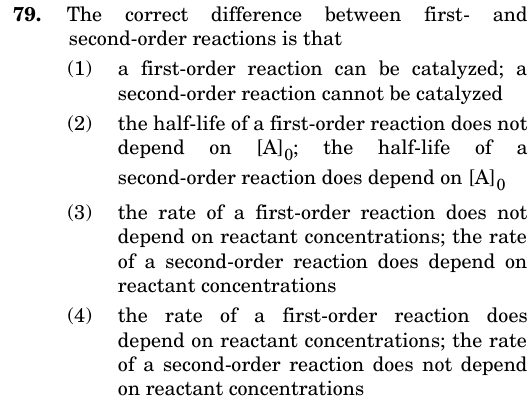 79. The correct difference between first- and
second-order reactions is that
(1) a first-order reaction can be catalyzed; a
second-order reaction cannot be catalyzed
(2) the half-life of a first-order reaction does not
depend on [A]₀; the half-life of a
second-order reaction does depend on [A]₀
(3) the rate of a first-order reaction does not
depend on reactant concentrations; the rate
of a second-order reaction does depend on
reactant concentrations
(4) the rate of a first-order reaction does
depend on reactant concentrations; the rate
of a second-order reaction does not depend
on reactant concentrations